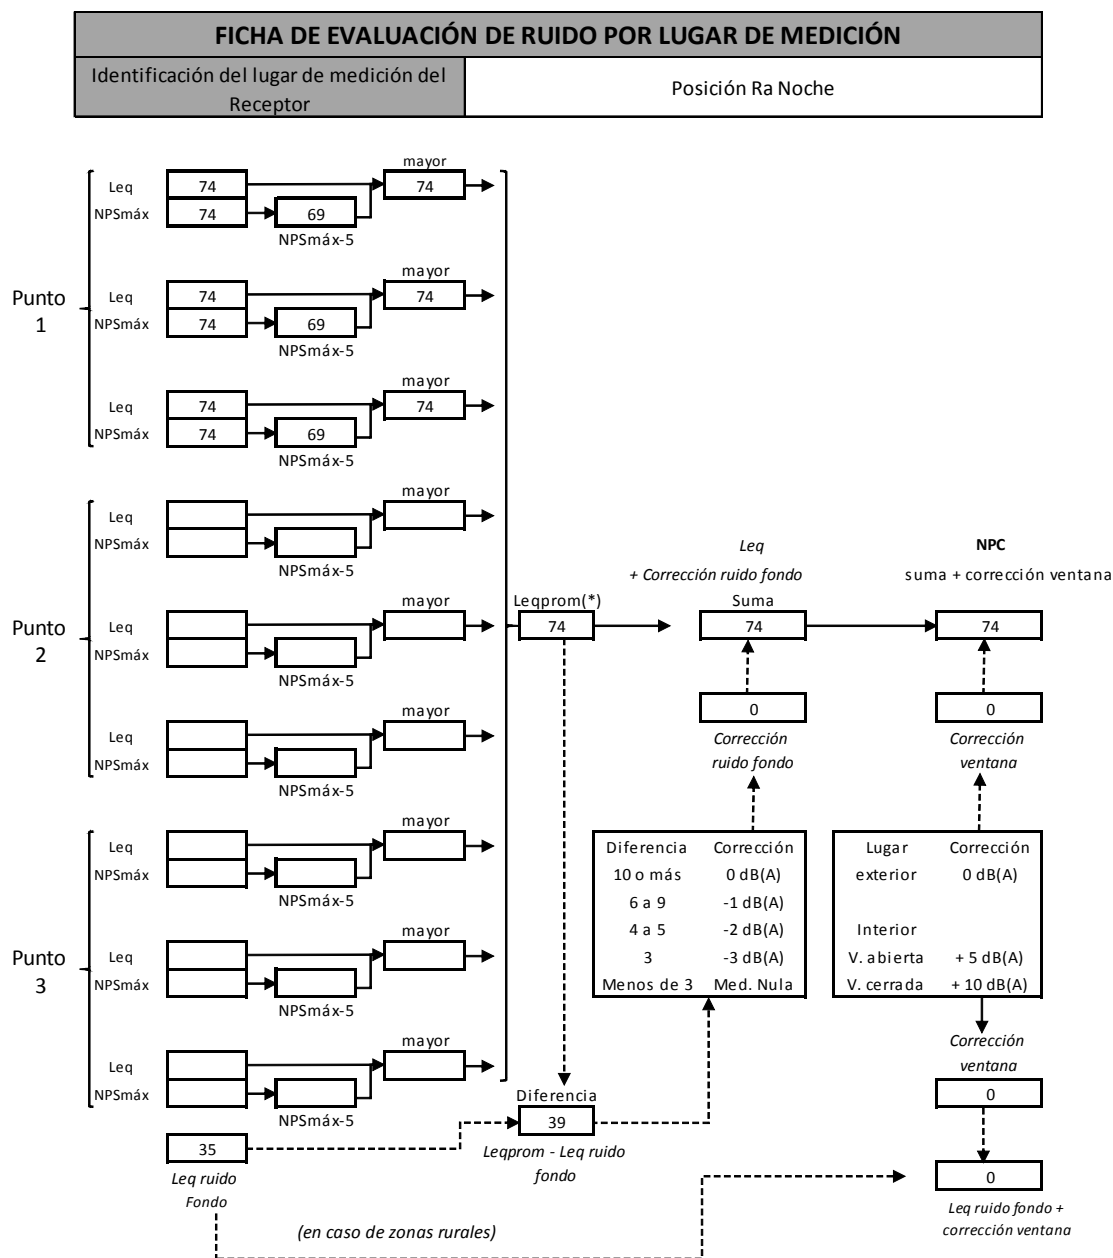 FICHA DE EVALUACIÓN DE RUIDO POR LUGAR DE MEDICIÓN
Identificación del lugar de medición del
Receptor
Posición Ra Noche
Punto
1
mayor
Leq 74 74
NPSmáx 74 69
NPSmáx-5
mayor
Leq 74 74
NPSmáx 74 69
NPSmáx-5
mayor
Leq 74 74
NPSmáx 74 69
NPSmáx-5
Punto
2
mayor
Leq
NPSmáx
NPSmáx-5
mayor
Leq
NPSmáx
NPSmáx-5
mayor
Leq
NPSmáx
NPSmáx-5
Punto
3
mayor
Leq
NPSmáx
NPSmáx-5
mayor
Leq
NPSmáx
NPSmáx-5
mayor
Leq
NPSmáx
NPSmáx-5
35
Leq ruido
Fondo
(en caso de zonas rurales)
Leqprom(*)
74
Diferencia
39
Leqprom - Leq ruido
fondo
Leq
+ Corrección ruido fondo
Suma
74
0
Corrección
ruido fondo
Diferencia Corrección
10 o más 0 dB(A)
6 a 9 -1 dB(A)
4 a 5 -2 dB(A)
3 -3 dB(A)
Menos de 3 Med. Nula
NPC
suma + corrección ventana
74
0
Corrección
ventana
Lugar Corrección
exterior 0 dB(A)
Interior
V. abierta + 5 dB(A)
V. cerrada + 10 dB(A)
Corrección
ventana
0
0
Leq ruido fondo +
corrección ventana